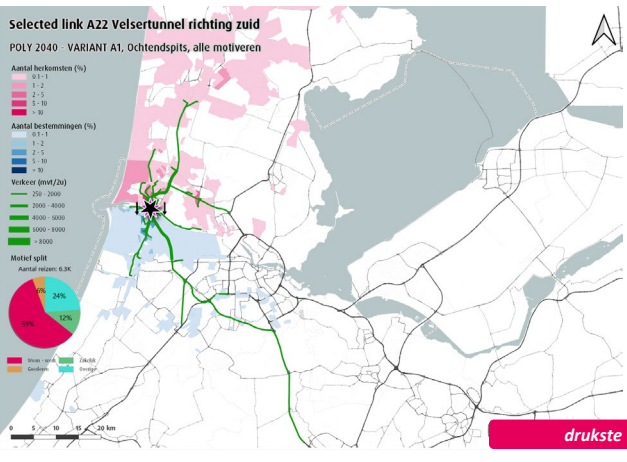 Selected link A22 Velsertunnel richting zuid
POLY 2040 - VARIANT A1, Ochtendspits, alle motiveren
Aantal herkomsten (%)
0.1 - 1
1 - 2
2 - 5
5 - 10
> 10
Aantal bestemmingen (%)
0.1 - 1
1 - 2
2 - 5
5 - 10
> 10
Verkeer (mvt/2u)
250 - 2000
2000 - 4000
4000 - 6000
6000 - 8000
> 8000
Motief split
Aantal reizen: 6.3K
6%
24%
12%
59%
Woon - werk
Zakelijk
Goederen
Overige
0 5 10 15 20 km
drukste